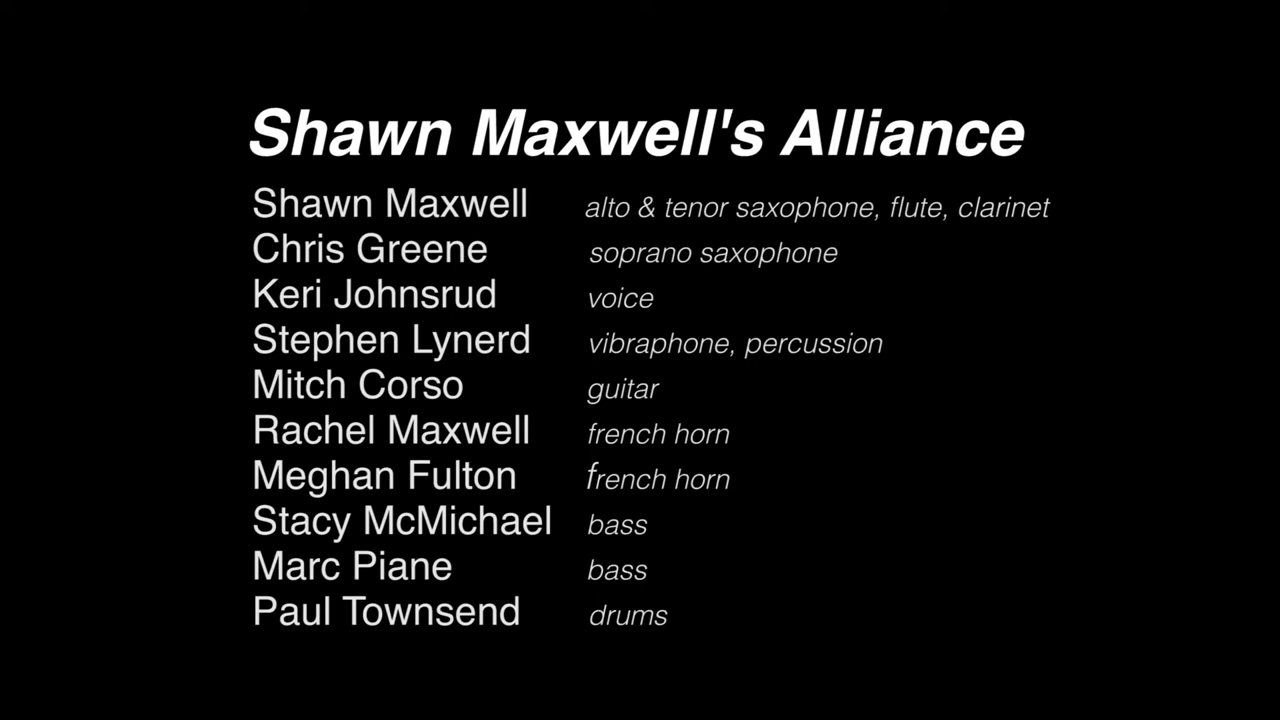 Shawn Maxwell's Alliance
Shawn Maxwell alto & tenor saxophone, flute, clarinet
Chris Greene soprano saxophone
Keri Johnsrud voice
Stephen Lynerd vibraphone, percussion
Mitch Corso guitar
Rachel Maxwell french horn
Meghan Fulton french horn
Stacy McMichael bass
Marc Piane bass
Paul Townsend drums